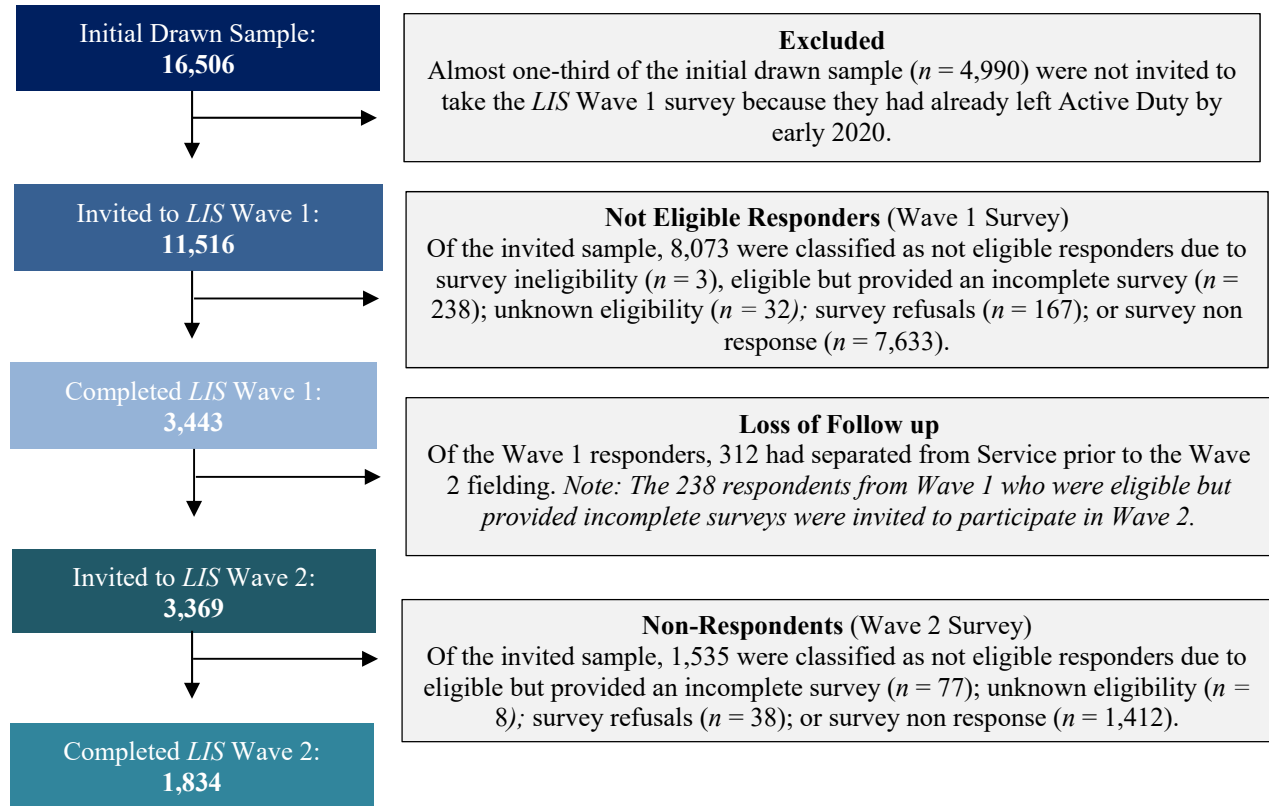 Initial Drawn Sample:
16,506
Excluded
Almost one-third of the initial drawn sample (n = 4,990) were not invited to
take the LIS Wave 1 survey because they had already left Active Duty by
early 2020.
Invited to LIS Wave 1:
11,516
Not Eligible Responders (Wave 1 Survey)
Of the invited sample, 8,073 were classified as not eligible responders due to
survey ineligibility (n = 3), eligible but provided an incomplete survey (n =
238); unknown eligibility (n = 32); survey refusals (n = 167); or survey non
response (n = 7,633).
Completed LIS Wave 1:
3,443
Loss of Follow up
Of the Wave 1 responders, 312 had separated from Service prior to the Wave
2 fielding. Note: The 238 respondents from Wave 1 who were eligible but
provided incomplete surveys were invited to participate in Wave 2.
Invited to LIS Wave 2:
3,369
Non-Respondents (Wave 2 Survey)
Of the invited sample, 1,535 were classified as not eligible responders due to
eligible but provided an incomplete survey (n = 77); unknown eligibility (n =
8); survey refusals (n = 38); or survey non response (n = 1,412).
Completed LIS Wave 2:
1,834